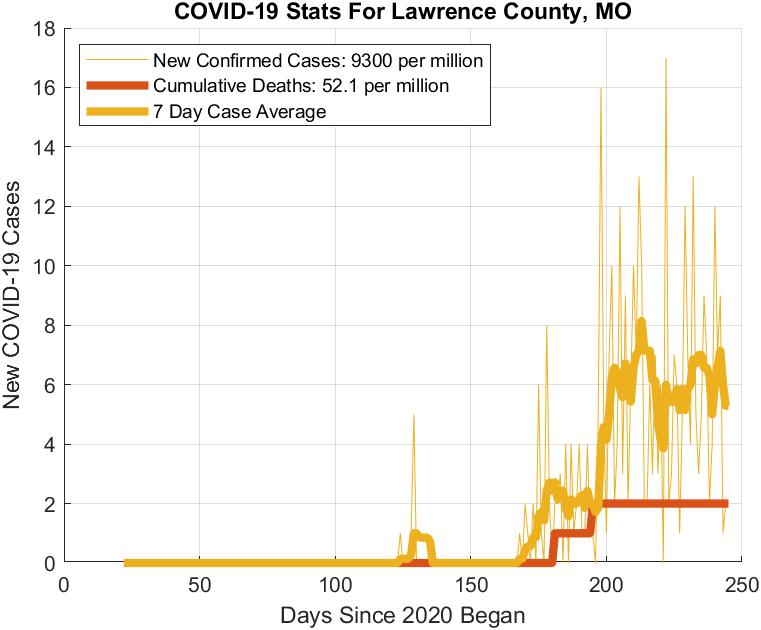 COVID-19 Stats For Lawrence County, MO
18
16
14
12
10
8
6
4
2
0
New COVID-19 Cases
New Confirmed Cases: 9300 per million
Cumulative Deaths: 52.1 per million
7 Day Case Average
0 50 100 150 200 250
Days Since 2020 Began